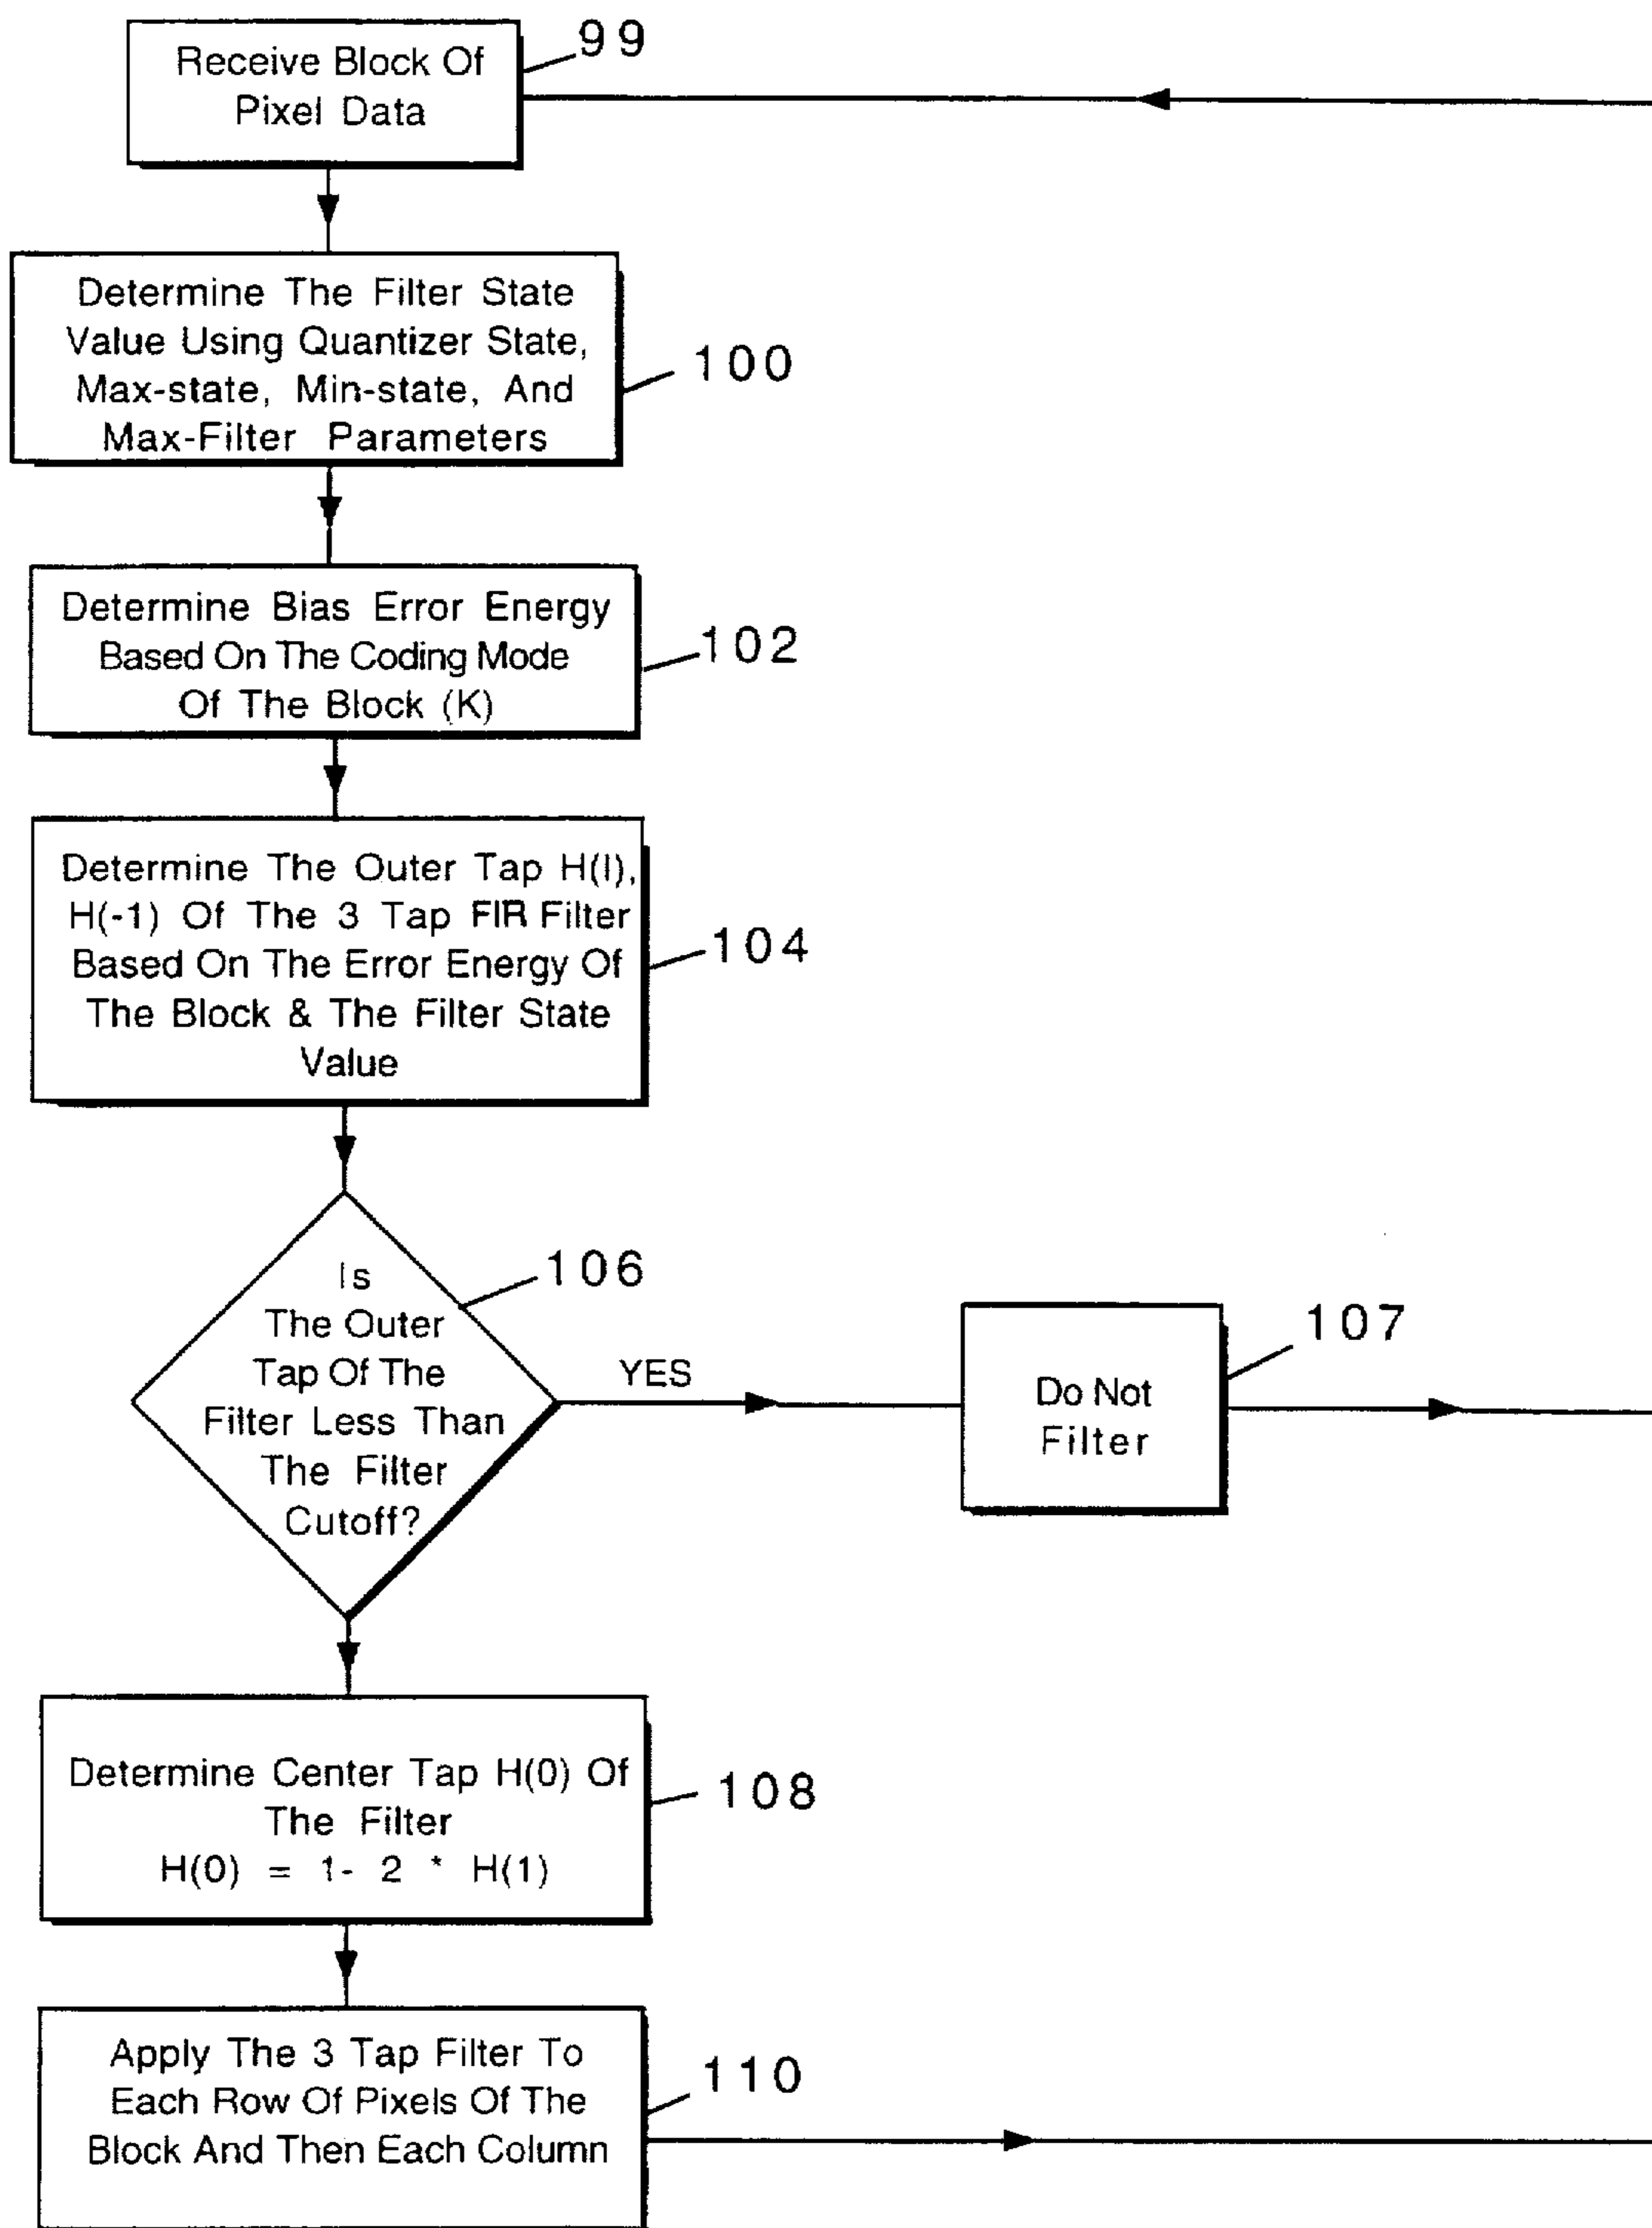 Receive Block Of
Pixel Data
99
Determine The Filter State
Value Using Quantizer State,
Max-state, Min-state, And
Max-Filter Parameters
100
Determine Bias Error Energy
Based On The Coding Mode
Of The Block (K)
102
Determine The Outer Tap H(I),
H(-1) Of The 3 Tap FIR Filter
Based On The Error Energy Of
The Block & The Filter State
Value
104
Is
The Outer
Tap Of The
Filter Less Than
The Filter
Cutoff?
106
YES
Do Not
Filter
107
Determine Center Tap H(0) Of
The Filter
H(0) = 1- 2 * H(1)
108
Apply The 3 Tap Filter To
Each Row Of Pixels Of The
Block And Then Each Column
110